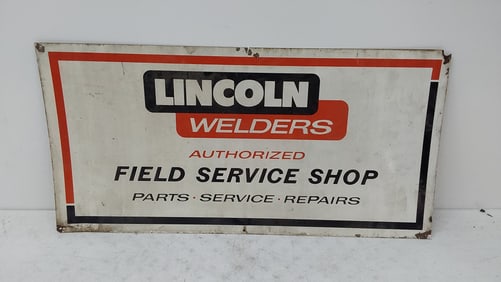 LINCOLN
WELDERS
AUTHORIZED
FIELD SERVICE SHOP
PARTS · SERVICE · REPAIRS